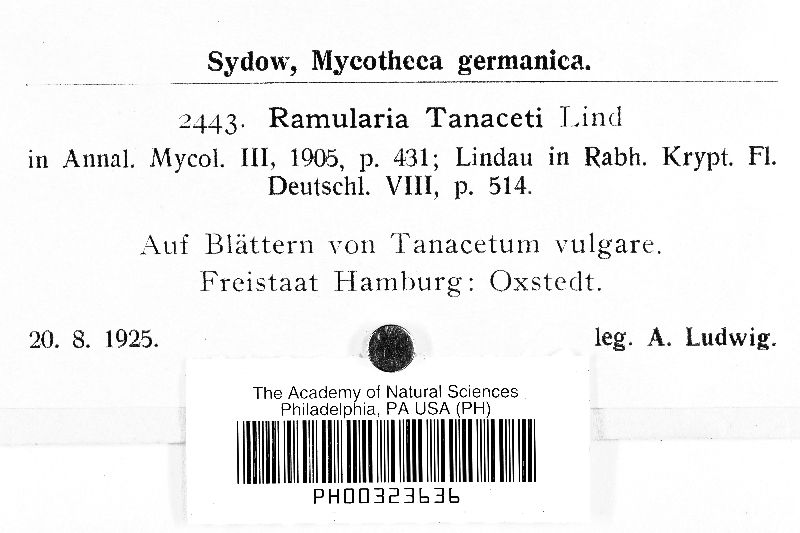 Sydow, Mycotheca germanica.
2443. Ramularia Tanaceti Lind
in Annal. Mycol. III, 1905, p. 431; Lindau in Rabh. Krypt. Fl.
Deutschl. VIII, p. 514.
Auf Blättern von Tanacetum vulgare.
Freistaat Hamburg: Oxstedt.
20. 8. 1925. leg. A. Ludwig.
The Academy of Natural Sciences
Philadelphia, PA USA (PH)
PH00323636